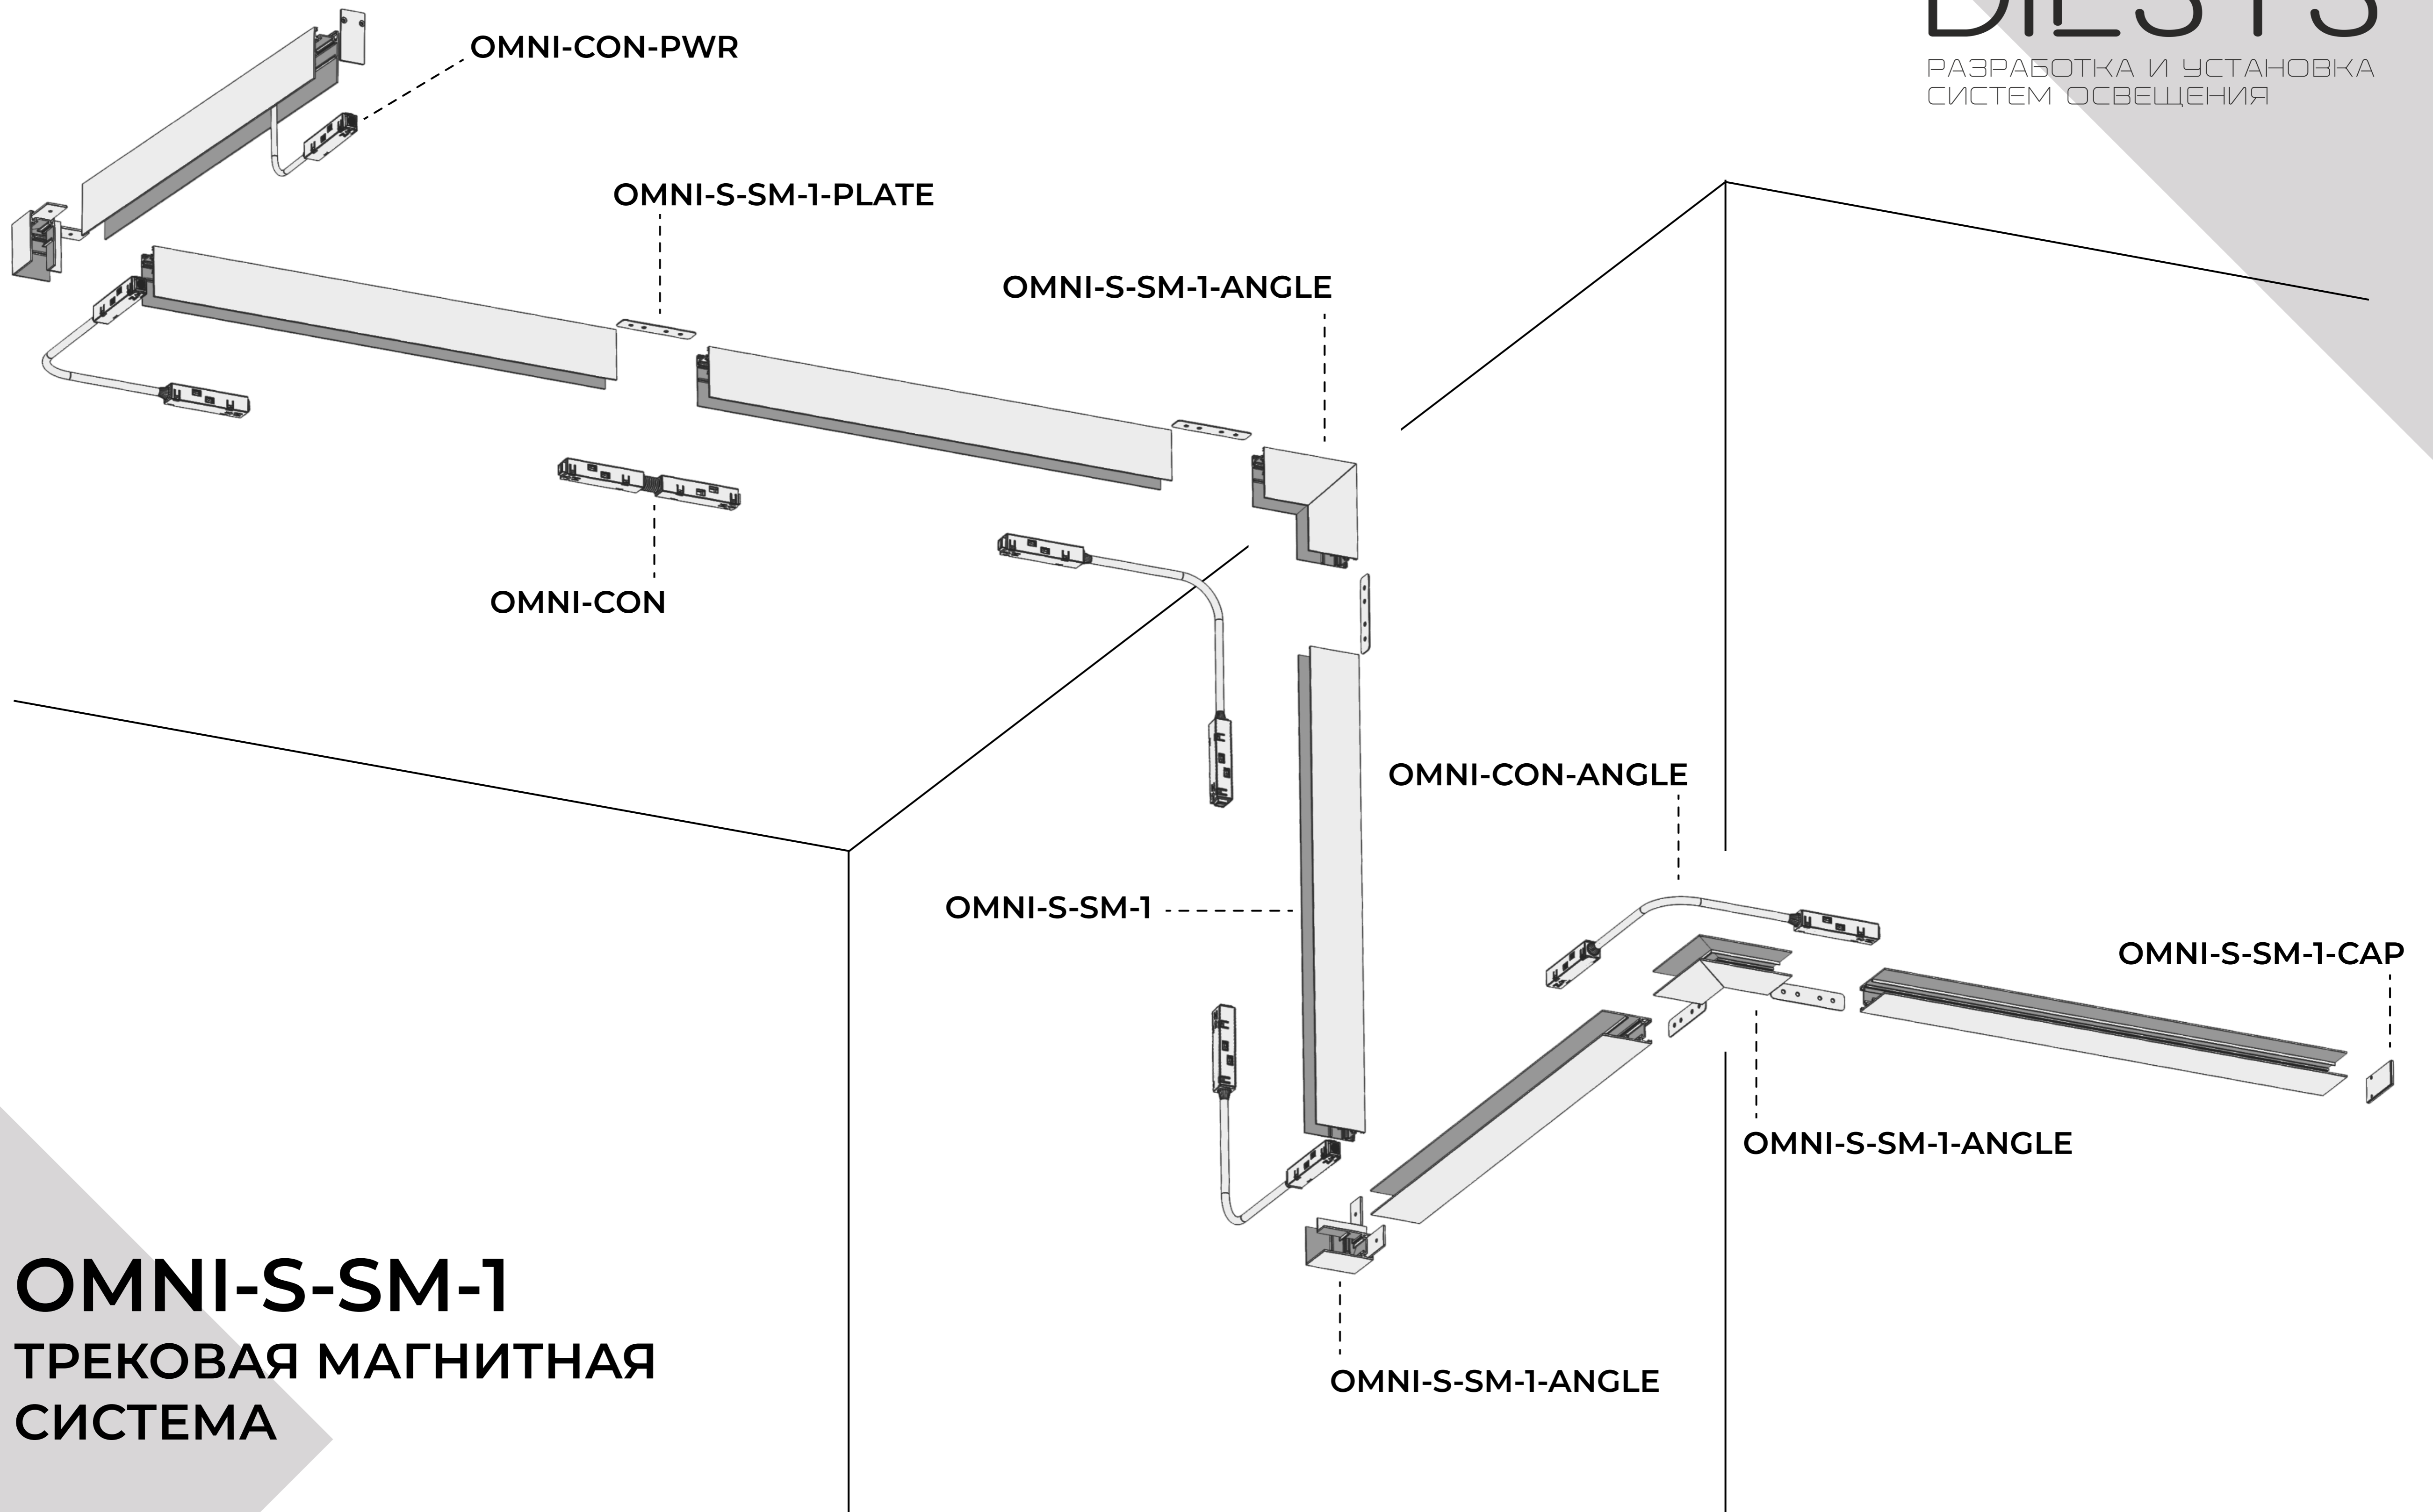 OMNI-CON-PWR
РАЗРАБОТКА И УСТАНОВКА
СИСТЕМ ОСВЕЩЕНИЯ
OMNI-S-SM-1-PLATE
OMNI-S-SM-1-ANGLE
OMNI-CON
OMNI-CON-ANGLE
OMNI-S-SM-1
OMNI-S-SM-1-CAP
OMNI-S-SM-1-ANGLE
OMNI-S-SM-1-ANGLE
OMNI-S-SM-1
ТРЕКОВАЯ МАГНИТНАЯ
СИСТЕМА